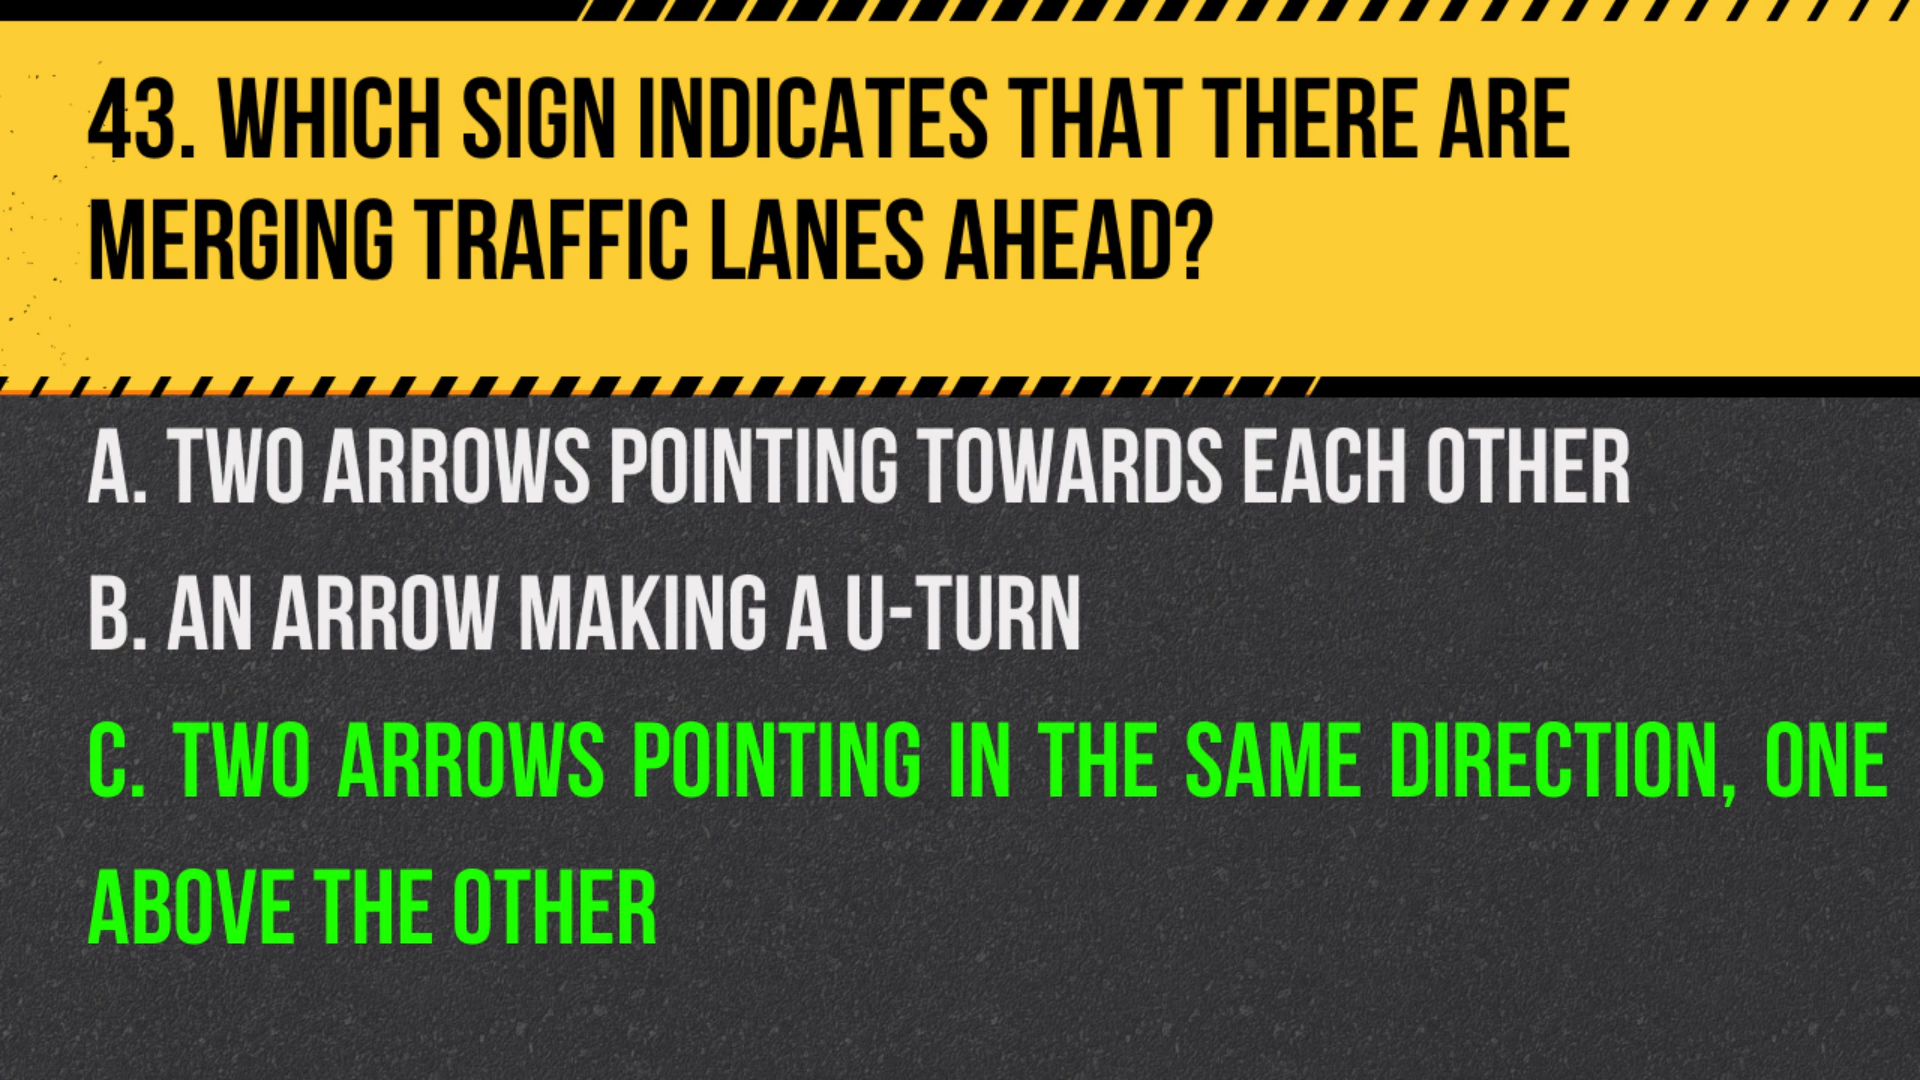 43. WHICH SIGN INDICATES THAT THERE ARE
MERGING TRAFFIC LANES AHEAD?
A. TWO ARROWS POINTING TOWARDS EACH OTHER
B. AN ARROW MAKING A U-TURN
C. TWO ARROWS POINTING IN THE SAME DIRECTION, ONE
ABOVE THE OTHER